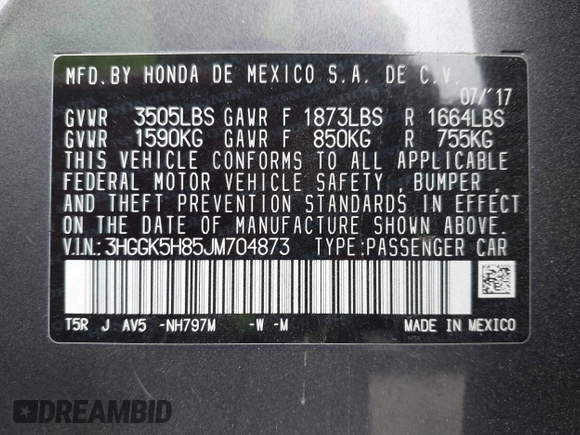 MFD. BY HONDA DE MEXICO S.A. DE C.V.
07/'17
GVWR 3505LBS GAWR F 1873LBS R 1664LBS
GVWR 1590KG GAWR F 850KG R 755KG
THIS VEHICLE CONFORMS TO ALL APPLICABLE
FEDERAL MOTOR VEHICLE SAFETY , BUMPER ,
AND THEFT PREVENTION STANDARDS IN EFFECT
ON THE DATE OF MANUFACTURE SHOWN ABOVE.
V.I.N.: 3HGGK5H85JM704873 TYPE:PASSENGER CAR
T5R J AV5 -NH797M -W -M MADE IN MEXICO
DREAMBID